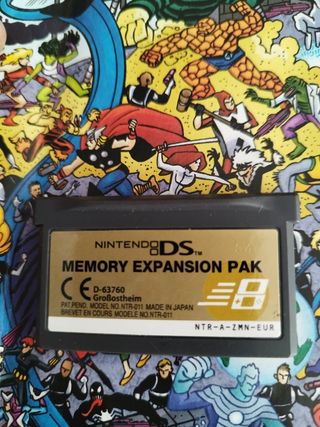 NINTENDO DS™
MEMORY EXPANSION PAK
CE D-63760
Großostheim
PAT. PEND. MODEL NO. NTR-011 MADE IN JAPAN
BREVET EN COURS MODELE NO. NTR-011
NTR-A-ZMN-EUR